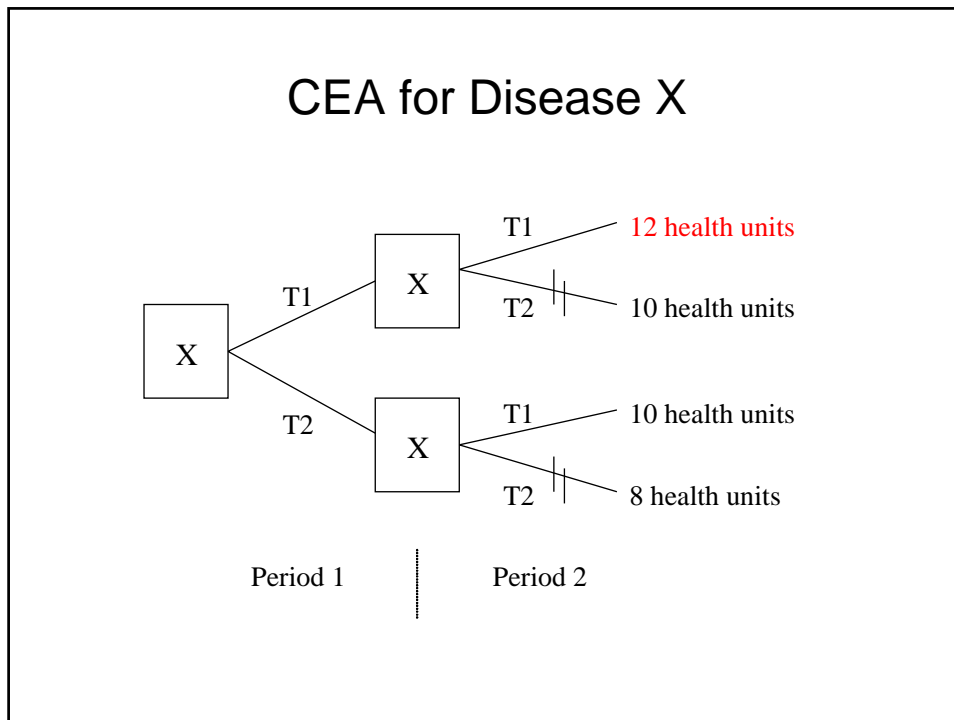 CEA for Disease X
T1
12 health units
X
T1
T2
10 health units
X
T2
T1
10 health units
X
T2
8 health units
Period 1
Period 2